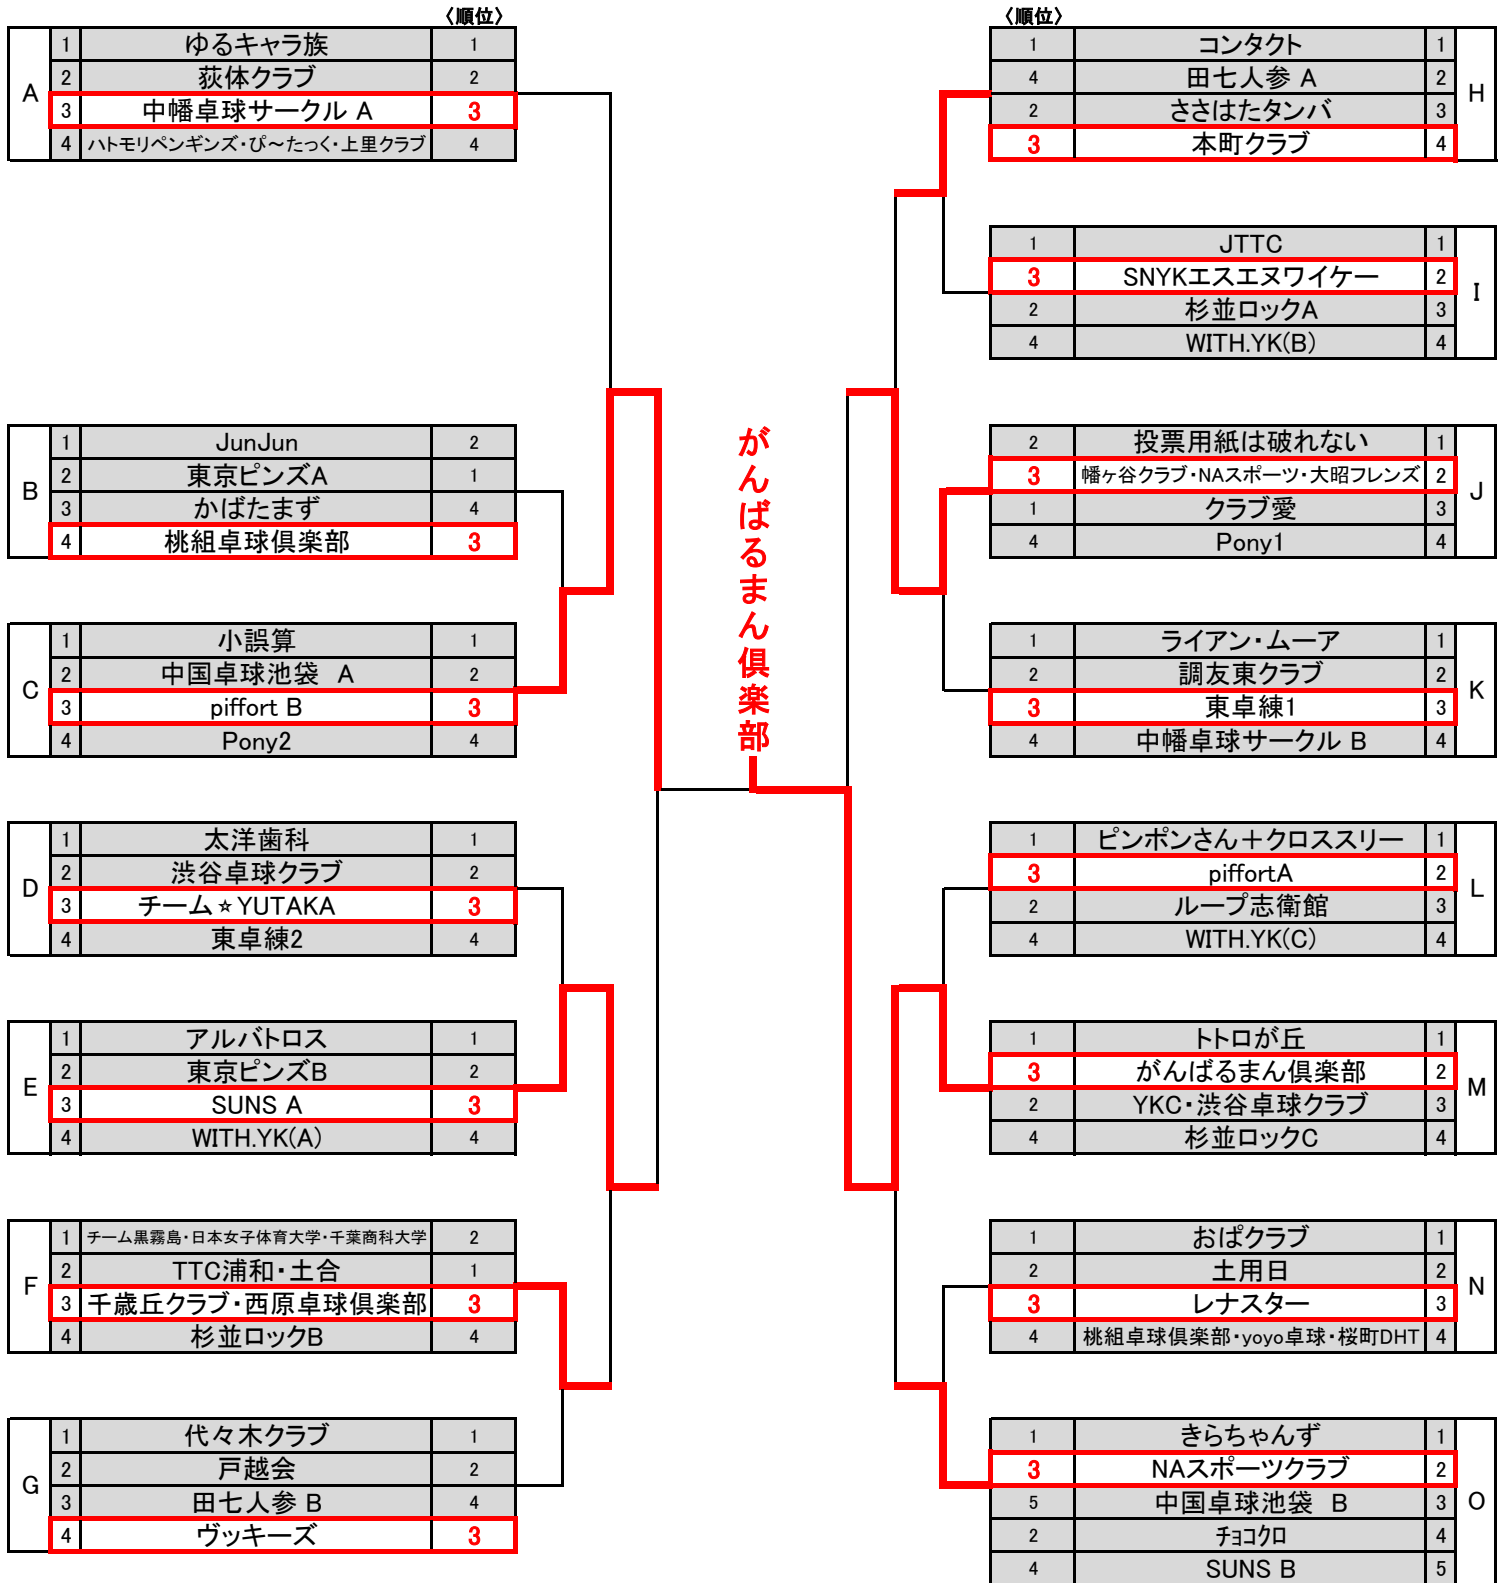 〈順位〉
A
1 ゆるキャラ族 1
2 荻体クラブ 2
3 中幡卓球サークル A 3
4 ハトモリペンギンズ・ぴ～たっく・上里クラブ 4
B
1 JunJun 2
2 東京ピンズA 1
3 かばたまず 4
4 桃組卓球倶楽部 3
C
1 小誤算 1
2 中国卓球池袋 A 2
3 piffort B 3
4 Pony2 4
D
1 太洋歯科 1
2 渋谷卓球クラブ 2
3 チーム☆YUTAKA 3
4 東卓練2 4
E
1 アルバトロス 1
2 東京ピンズB 2
3 SUNS A 3
4 WITH.YK(A) 4
F
1 チーム黒霧島・日本女子体育大学・千葉商科大学 2
2 TTC浦和・土合 1
3 千歳丘クラブ・西原卓球倶楽部 3
4 杉並ロックB 4
G
1 代々木クラブ 1
2 戸越会 2
3 田七人参 B 4
4 ヴッキーズ 3
がんばるまん倶楽部
〈順位〉
1 コンタクト 1
4 田七人参 A 2
2 ささはたタンバ 3
3 本町クラブ 4
H
1 JTTC 1
3 SNYKエスエヌワイケー 2
2 杉並ロックA 3
4 WITH.YK(B) 4
I
2 投票用紙は破れない 1
3 幡ヶ谷クラブ・NAスポーツ・大昭フレンズ 2
1 クラブ愛 3
4 Pony1 4
J
1 ライアン・ムーア 1
2 調友東クラブ 2
3 東卓練1 3
4 中幡卓球サークル B 4
K
1 ピンポンさん＋クロススリー 1
3 piffortA 2
2 ループ志衛館 3
4 WITH.YK(C) 4
L
1 トトロが丘 1
3 がんばるまん倶楽部 2
2 YKC・渋谷卓球クラブ 3
4 杉並ロックC 4
M
1 おぱクラブ 1
2 土用日 2
3 レナスター 3
4 桃組卓球倶楽部・yoyo卓球・桜町DHT 4
N
1 きらちゃんず 1
3 NAスポーツクラブ 2
5 中国卓球池袋 B 3
2 チョコクロ 4
4 SUNS B 5
O